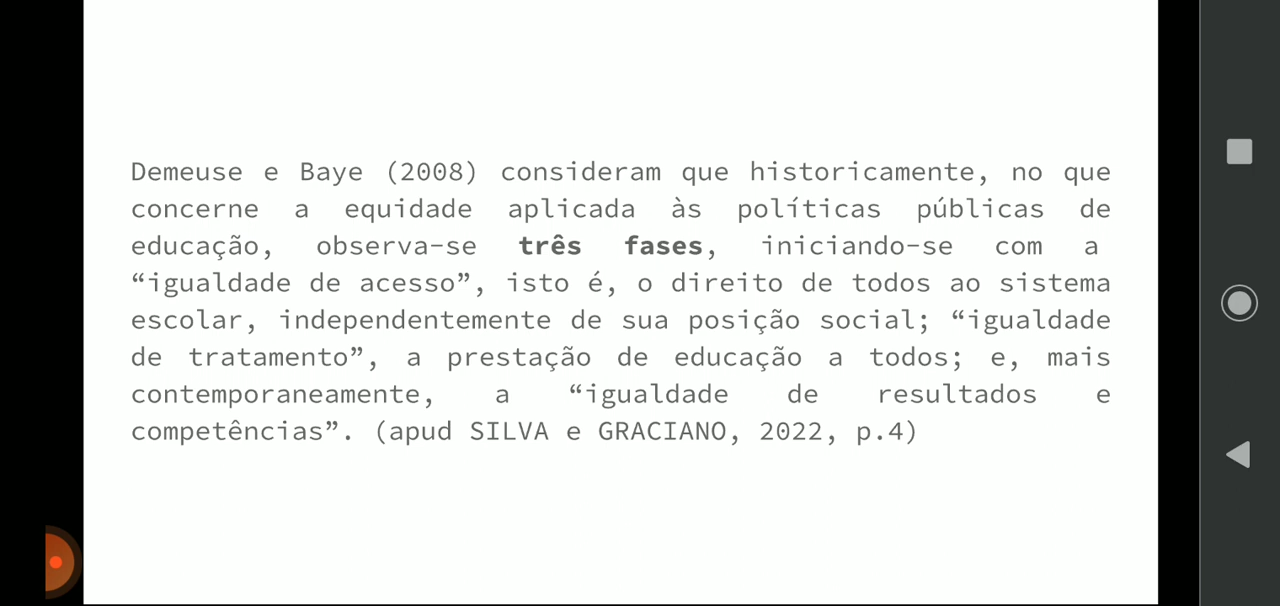 Demeuse e Baye (2008) consideram que historicamente, no que
concerne a equidade aplicada às políticas públicas de
educação, observa-se três fases, iniciando-se com a
“igualdade de acesso”, isto é, o direito de todos ao sistema
escolar, independentemente de sua posição social; “igualdade
de tratamento”, a prestação de educação a todos; e, mais
contemporaneamente, a “igualdade de resultados e
competências”. (apud SILVA e GRACIANO, 2022, p.4)